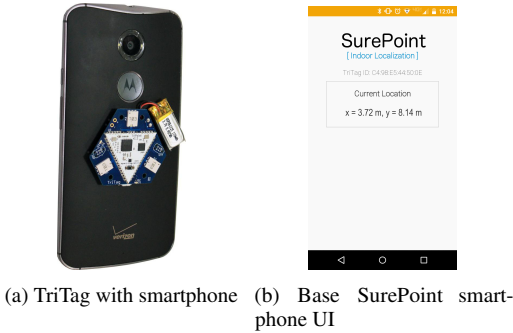 12:04
SurePoint
[ Indoor Localization ]
TriTag ID: C4:98:E5:44:50:0E
Current Location
x = 3.72 m, y = 8.14 m
TriTag
verizon
(a) TriTag with smartphone
(b) Base SurePoint smart-
phone UI